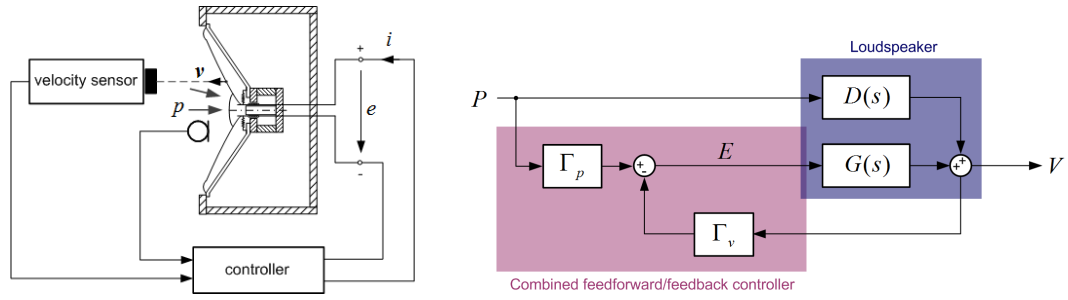 velocity sensor
v
p
+
i
e
-
controller
Loudspeaker
P
D(s)
Γp
+
-
E
G(s)
+
+
V
Γv
Combined feedforward/feedback controller